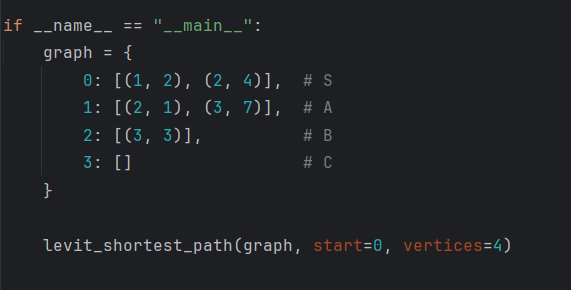 if __name__ == "__main__":
    graph = {
        0: [(1, 2), (2, 4)],  # S
        1: [(2, 1), (3, 7)],  # A
        2: [(3, 3)],          # B
        3: []                 # C
    }
    levit_shortest_path(graph, start=0, vertices=4)